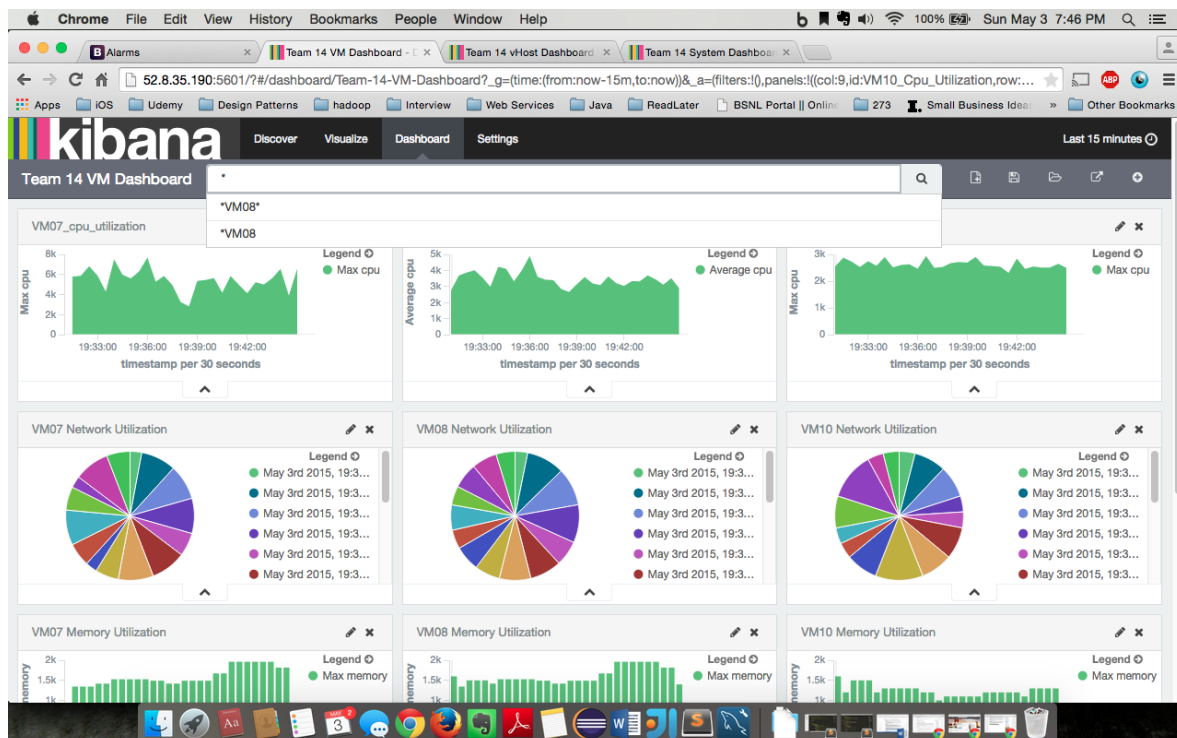 Chrome File Edit View History Bookmarks People Window Help 100% Sun May 3 7:46 PM
B Alarms Team 14 VM Dashboard - Team 14 vHost Dashboard Team 14 System Dashboar
52.8.35.190:5601/?#/dashboard/Team-14-VM-Dashboard?_g=(time:(from:now-15m,to:now))&_a=(filters:!(),panels:!((col:9,id:VM10_Cpu_Utilization,row:... ABP
Apps iOS Udemy Design Patterns hadoop Interview Web Services Java ReadLater BSNL Portal || Online 273 I. Small Business Ideas » Other Bookmarks
kibana Discover Visualize Dashboard Settings Last 15 minutes
Team 14 VM Dashboard *
*VM08*
*VM08
VM07_cpu_utilization
Legend Legend Legend
Max cpu Average cpu Max cpu
Max cpu 8k 6k 4k 2k 0
19:33:00 19:36:00 19:39:00 19:42:00
timestamp per 30 seconds
Average cpu 5k 4k 3k 2k 1k 0
19:33:00 19:36:00 19:39:00 19:42:00
timestamp per 30 seconds
Max cpu 3k 2k 1k 0
19:33:00 19:36:00 19:39:00 19:42:00
timestamp per 30 seconds
VM07 Network Utilization
Legend
May 3rd 2015, 19:3...
May 3rd 2015, 19:3...
May 3rd 2015, 19:3...
May 3rd 2015, 19:3...
May 3rd 2015, 19:3...
May 3rd 2015, 19:3...
VM08 Network Utilization
Legend
May 3rd 2015, 19:3...
May 3rd 2015, 19:3...
May 3rd 2015, 19:3...
May 3rd 2015, 19:3...
May 3rd 2015, 19:3...
May 3rd 2015, 19:3...
VM10 Network Utilization
Legend
May 3rd 2015, 19:3...
May 3rd 2015, 19:3...
May 3rd 2015, 19:3...
May 3rd 2015, 19:3...
May 3rd 2015, 19:3...
May 3rd 2015, 19:3...
VM07 Memory Utilization
Legend
Max memory
2k
1.5k
1k
memory
VM08 Memory Utilization
Legend
Max memory
2k
1.5k
1k
memory
VM10 Memory Utilization
Legend
Max memory
2k
1.5k
1k
memory
MAY 2
3
Aa
W
S